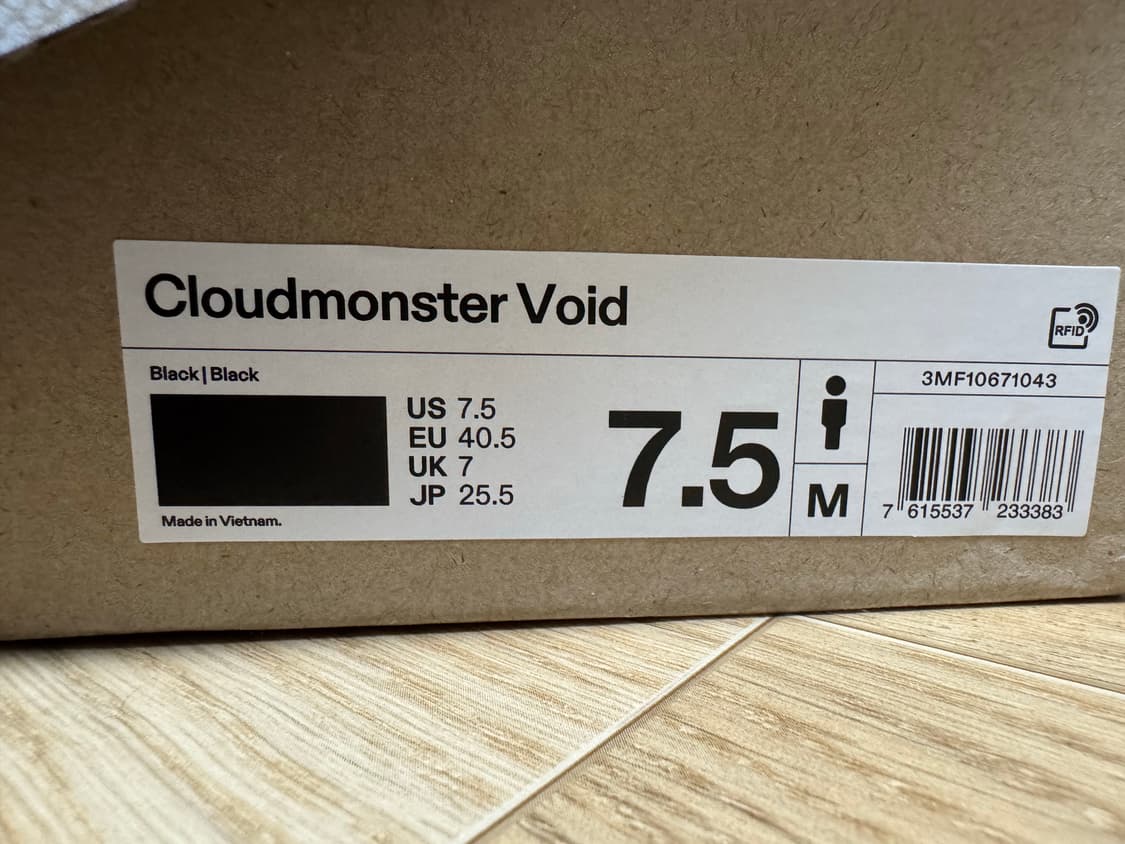 Cloudmonster Void
RFID
Black | Black
US 7.5
EU 40.5
UK 7
JP 25.5
Made in Vietnam.
7.5
M
3MF10671043
7 615537 233383